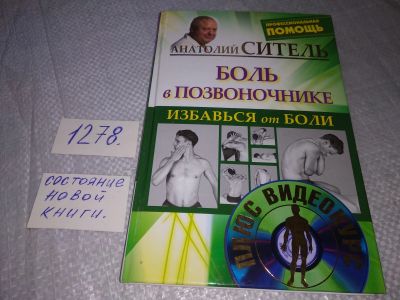 ПРОФЕССИОНАЛЬНАЯ
ПОМОЩЬ
АНАТОЛИЙ СИТЕЛЬ
БОЛЬ
в ПОЗВОНОЧНИКЕ
ИЗБАВЬСЯ от БОЛИ
ПЛЮС ВИДЕОКУРС
1278.
состояние
новой
книги.